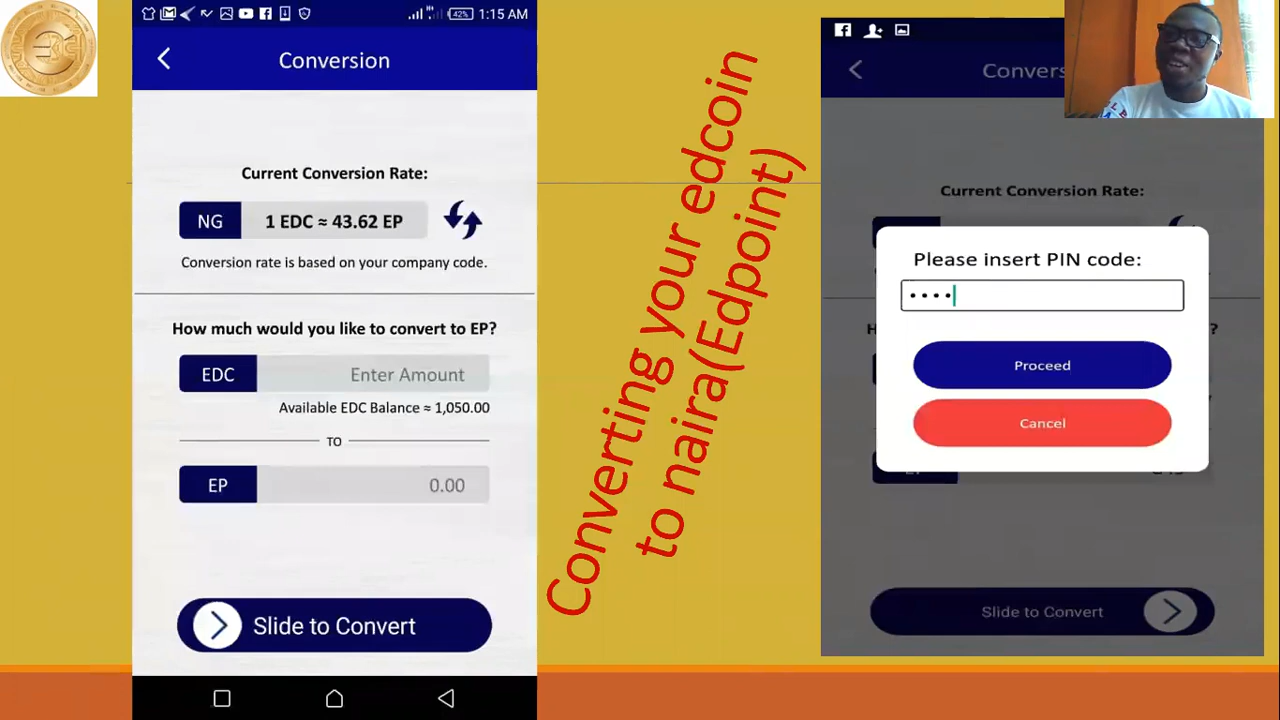 42% 1:15 AM
Conversion
Current Conversion Rate:
NG 1 EDC ≈ 43.62 EP
Conversion rate is based on your company code.
How much would you like to convert to EP?
EDC Enter Amount
Available EDC Balance ≈ 1,050.00
TO
EP 0.00
Slide to Convert
Converting your edcoin
to naira(Edpoint)
Current Conversion Rate:
Please insert PIN code:
••••
Proceed
Cancel
Slide to Convert